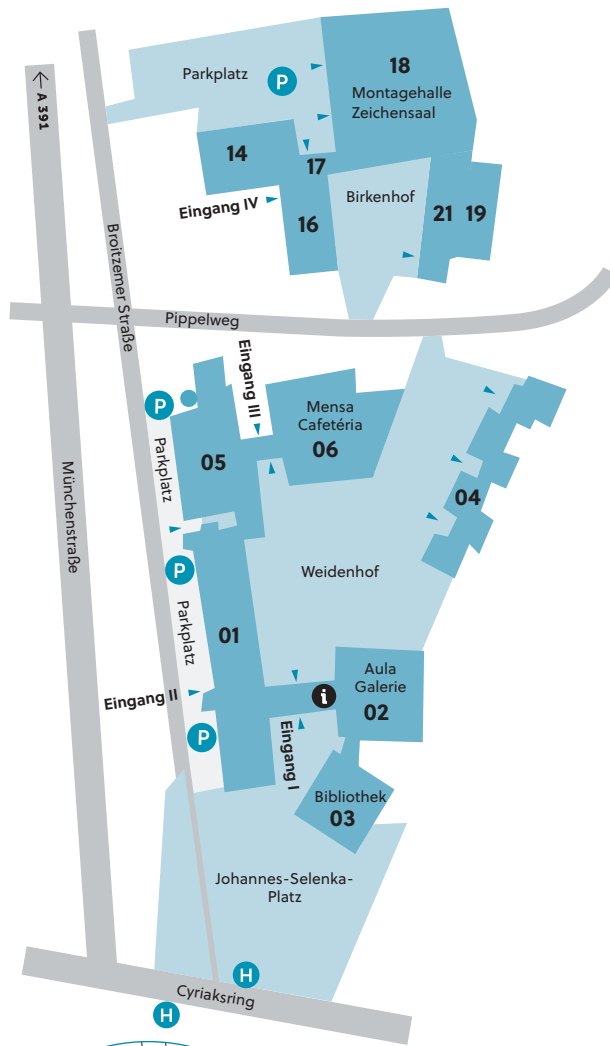 Parkplatz
P
18
Montagehalle
Zeichensaal
A 391
14
17
Birkenhof
21 19
Eingang IV
16
Broitzemer Straße
Pippelweg
Eingang III
Mensa
Cafetéria
06
P
Parkplatz
05
04
Münchenstraße
P
Weidenhof
Parkplatz
01
Aula
Galerie
02
Eingang II
i
P
Eingang I
Bibliothek
03
Johannes-Selenka-
Platz
H
Cyriaksring
H